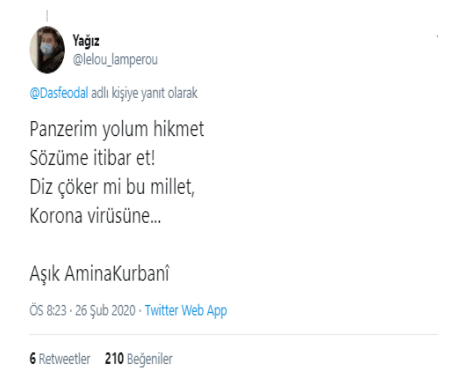 Yağız
@lelou_lamperou
@Dasfeodal adlı kişiye yanıt olarak
Panzerim yolum hikmet
Sözüme itibar et!
Diz çöker mi bu millet,
Korona virüsüne...
Aşık AminaKurbanî
ÖS 8:23 · 26 Şub 2020 · Twitter Web App
6 Retweetler 210 Beğeniler